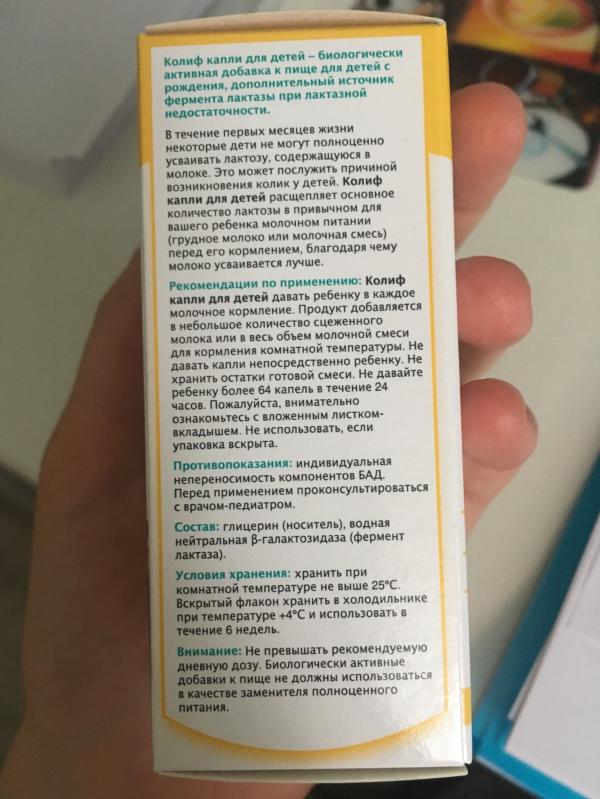 Колиф капли для детей – биологически
активная добавка к пище для детей с
рождения, дополнительный источник
фермента лактазы при лактазной
недостаточности.
В течение первых месяцев жизни
некоторые дети не могут полноценно
усваивать лактозу, содержащуюся в
молоке. Это может послужить причиной
возникновения колик у детей. Колиф
капли для детей расщепляет основное
количество лактозы в привычном для
вашего ребенка молочном питании
(грудное молоко или молочная смесь)
перед его кормлением, благодаря чему
молоко усваивается лучше.
Рекомендации по применению: Колиф
капли для детей давать ребенку в каждое
молочное кормление. Продукт добавляется
в небольшое количество сцеженного
молока или в весь объем молочной смеси
для кормления комнатной температуры. Не
давать капли непосредственно ребенку. Не
хранить остатки готовой смеси. Не давайте
ребенку более 64 капель в течение 24
часов. Пожалуйста, внимательно
ознакомьтесь с вложенным листком-
вкладышем. Не использовать, если
упаковка вскрыта.
Противопоказания: индивидуальная
непереносимость компонентов БАД.
Перед применением проконсультироваться
с врачом-педиатром.
Состав: глицерин (носитель), водная
нейтральная β-галактозидаза (фермент
лактаза).
Условия хранения: хранить при
комнатной температуре не выше 25°С.
Вскрытый флакон хранить в холодильнике
при температуре +4°С и использовать в
течение 6 недель.
Внимание: Не превышать рекомендуемую
дневную дозу. Биологически активные
добавки к пище не должны использоваться
в качестве заменителя полноценного
питания.